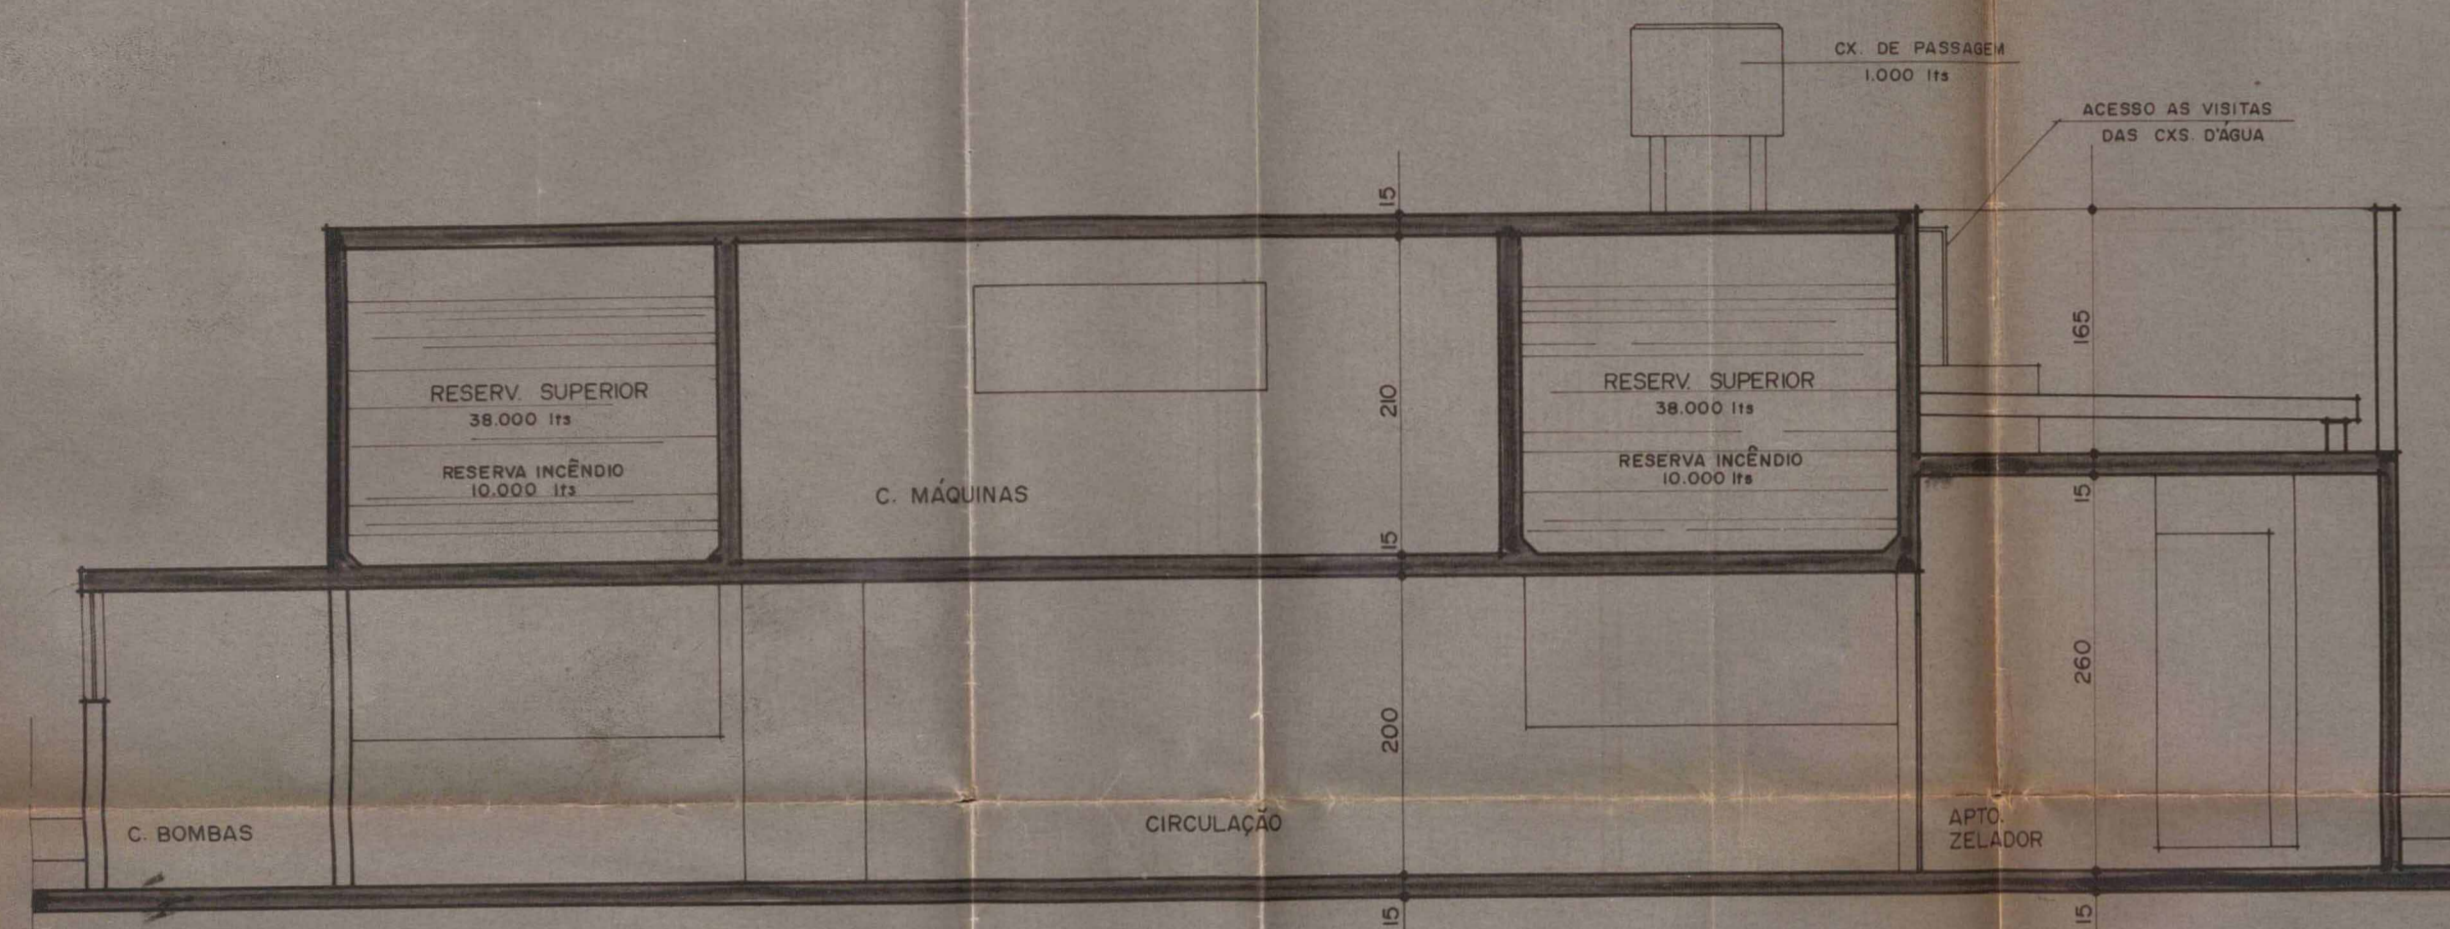 CX. DE PASSAGEM
1.000 lts
ACESSO AS VISITAS
DAS CXS. D'ÁGUA
15
165
RESERV. SUPERIOR
38.000 lts
RESERVA INCÊNDIO
10.000 lts
C. MÁQUINAS
210
RESERV. SUPERIOR
38.000 lts
RESERVA INCÊNDIO
10.000 lts
15
15
260
200
C. BOMBAS
CIRCULAÇÃO
APTO.
ZELADOR
15
15